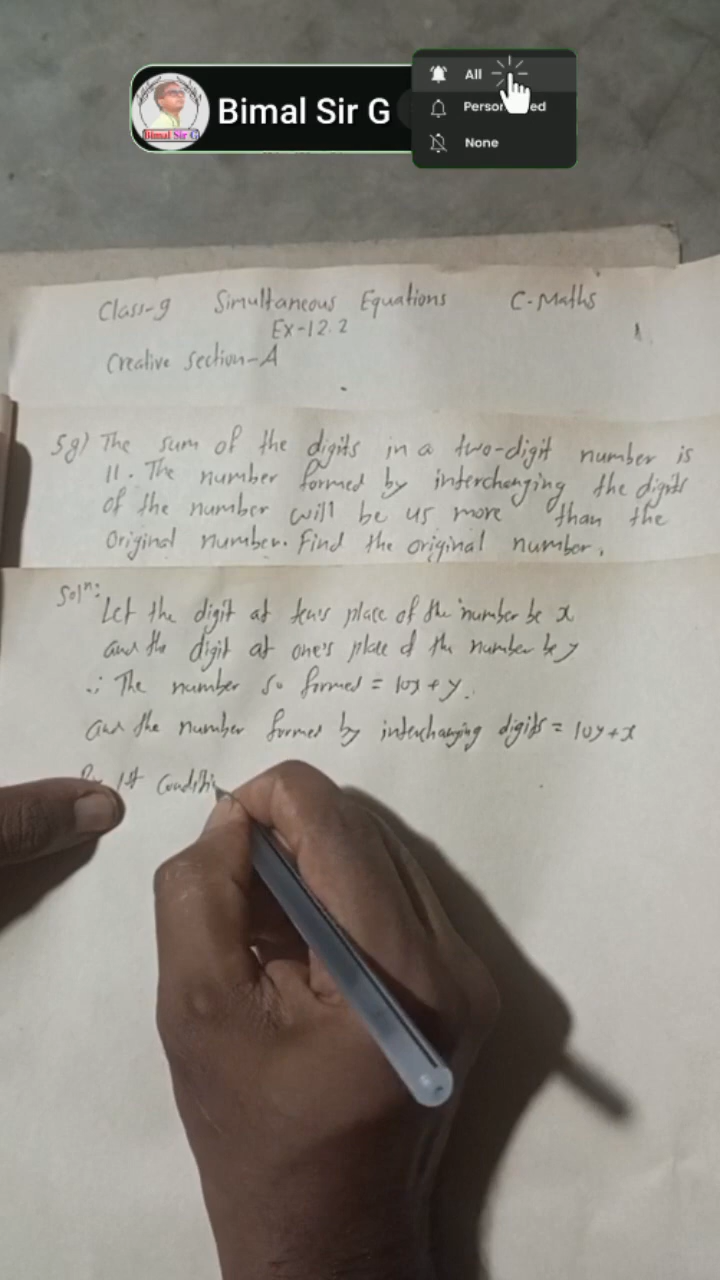 Bimal Sir G
All
None
Bimal Sir G
Class-9 Simultaneous Equations C-Maths
Ex-12.2
Creative section-A
5g) The sum of the digits in a two-digit number is
11. The number formed by interchanging the digits
of the number will be us more than the
Original number. Find the original number.
Solⁿ:
Let the digit at ten's place of the number be x
and the digit at one's place of the number be y
∴ The number so formed = 10x + y.
and the number formed by interchanging digits = 10y + x
1st